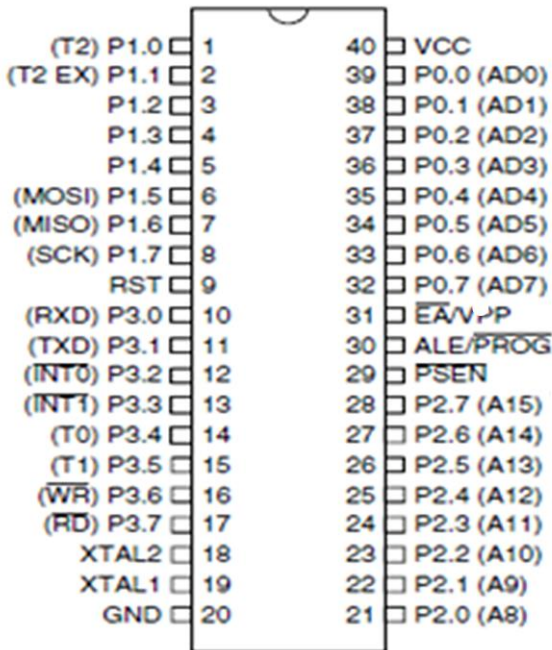 (T2) P1.0 1 40 VCC
(T2 EX) P1.1 2 39 P0.0 (AD0)
P1.2 3 38 P0.1 (AD1)
P1.3 4 37 P0.2 (AD2)
P1.4 5 36 P0.3 (AD3)
(MOSI) P1.5 6 35 P0.4 (AD4)
(MISO) P1.6 7 34 P0.5 (AD5)
(SCK) P1.7 8 33 P0.6 (AD6)
RST 9 32 P0.7 (AD7)
(RXD) P3.0 10 31 EA/VPP
(TXD) P3.1 11 30 ALE/PROG
(INT0) P3.2 12 29 PSEN
(INT1) P3.3 13 28 P2.7 (A15)
(T0) P3.4 14 27 P2.6 (A14)
(T1) P3.5 15 26 P2.5 (A13)
(WR) P3.6 16 25 P2.4 (A12)
(RD) P3.7 17 24 P2.3 (A11)
XTAL2 18 23 P2.2 (A10)
XTAL1 19 22 P2.1 (A9)
GND 20 21 P2.0 (A8)